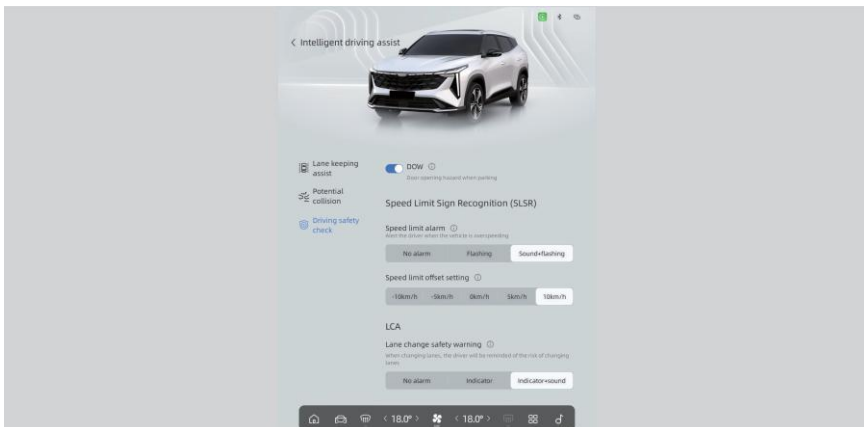 Intelligent driving assist
Lane keeping
assist
Potential
collision
Driving safety
check
DOW
Door opening hazard when parking
Speed Limit Sign Recognition (SLSR)
Speed limit alarm
Alert the driver when the vehicle is overspeeding
No alarm Flashing Sound+flashing
Speed limit offset setting
-10km/h -5km/h 0km/h 5km/h 10km/h
LCA
Lane change safety warning
When changing lanes, the driver will be reminded of the risk of changing
lanes
No alarm Indicator Indicator+sound
< 18.0° > < 18.0° >